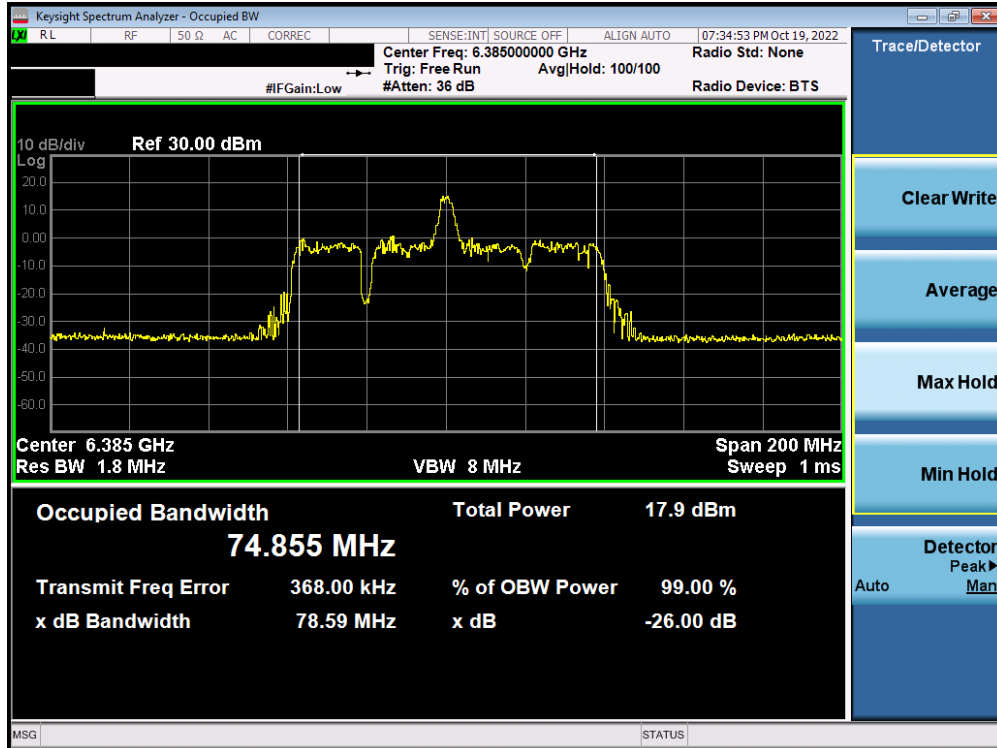 Keysight Spectrum Analyzer - Occupied BW
LXI RL RF 50 Ω AC CORREC SENSE:INT SOURCE OFF ALIGN AUTO 07:34:53 PM Oct 19, 2022
Center Freq: 6.385000000 GHz Radio Std: None
Trig: Free Run Avg|Hold: 100/100
#IFGain:Low #Atten: 36 dB Radio Device: BTS
10 dB/div Ref 30.00 dBm
Log
20.0
10.0
0.00
-10.0
-20.0
-30.0
-40.0
-50.0
-60.0
Center 6.385 GHz Span 200 MHz
Res BW 1.8 MHz VBW 8 MHz Sweep 1 ms
Occupied Bandwidth Total Power 17.9 dBm
74.855 MHz
Transmit Freq Error 368.00 kHz % of OBW Power 99.00 %
x dB Bandwidth 78.59 MHz x dB -26.00 dB
MSG STATUS
Trace/Detector
Clear Write
Average
Max Hold
Min Hold
Detector
Peak▶
Auto Man